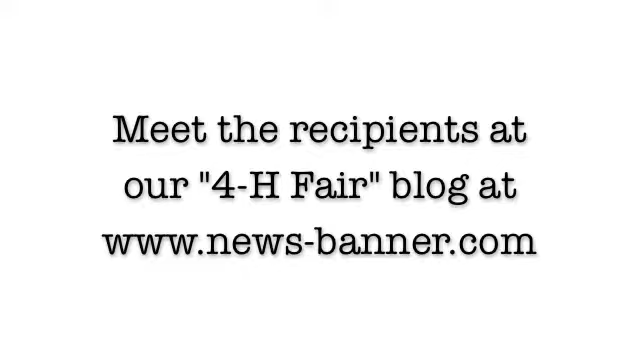 Meet the recipients at
our "4-H Fair" blog at
www.news-banner.com